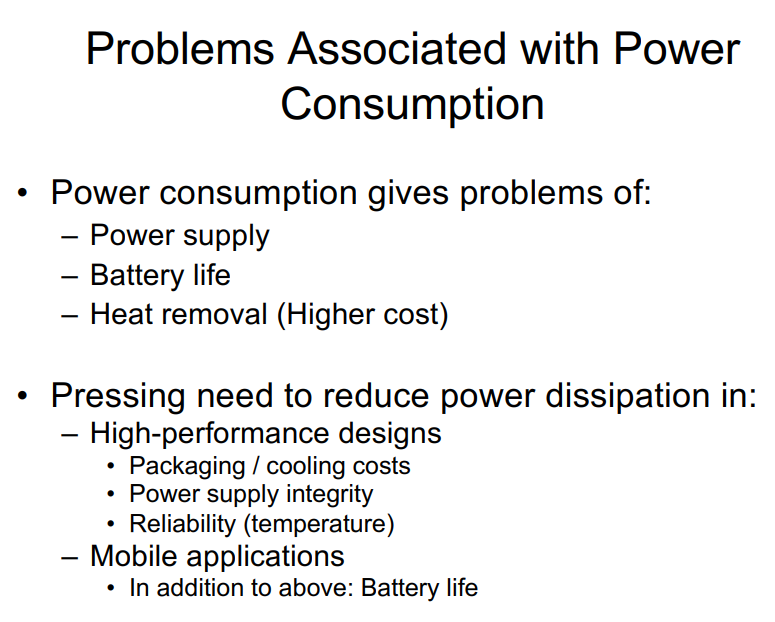 Problems Associated with Power
Consumption
• Power consumption gives problems of:
– Power supply
– Battery life
– Heat removal (Higher cost)
• Pressing need to reduce power dissipation in:
– High-performance designs
• Packaging / cooling costs
• Power supply integrity
• Reliability (temperature)
– Mobile applications
• In addition to above: Battery life